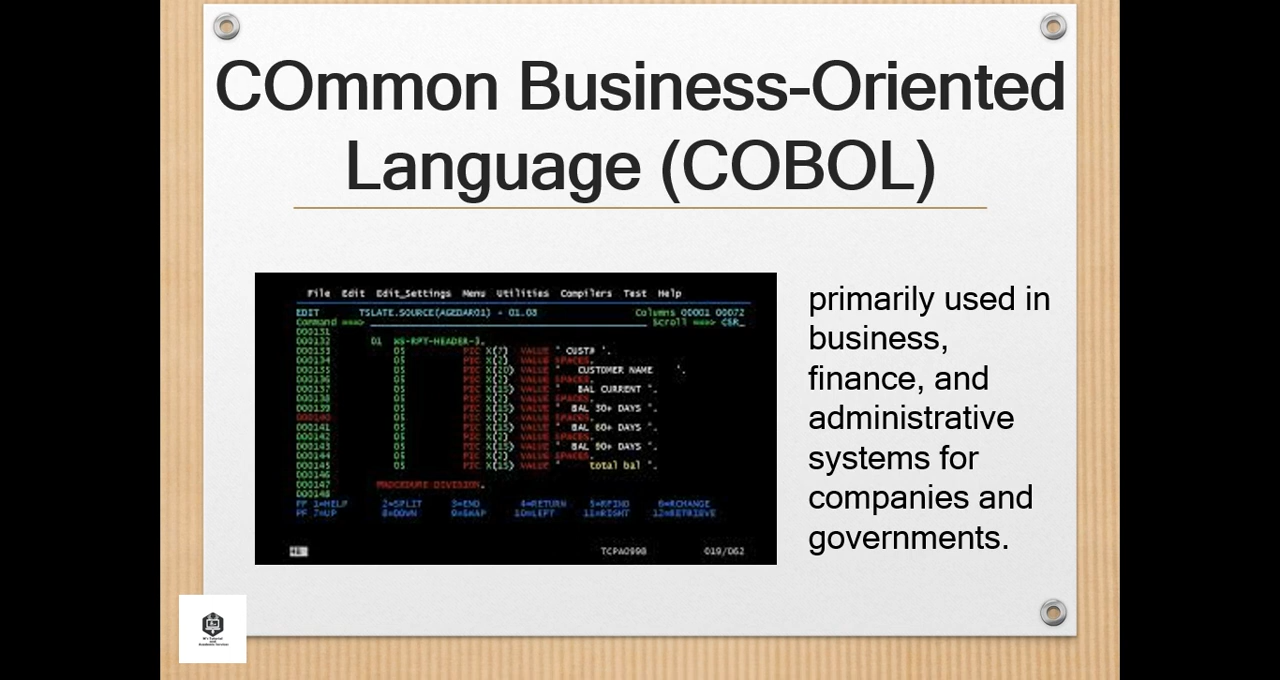 COmmon Business-Oriented
Language (COBOL)
File Edit Edit_Settings Menu Utilities Compilers Test Help
EDIT TSLATE.SOURCE(AGEDAR01) - 01.03 Columns 00001 00072
Command ===> Scroll ===> CSR_
000131
000132 01 WS-RPT-HEADER-3.
000133 05 PIC X(7) VALUE ' CUST# '.
000134 05 PIC X(2) VALUE SPACES.
000135 05 PIC X(20) VALUE ' CUSTOMER NAME '.
000136 05 PIC X(2) VALUE SPACES.
000137 05 PIC X(15) VALUE ' BAL CURRENT '.
000138 05 PIC X(2) VALUE SPACES.
000139 05 PIC X(15) VALUE ' BAL 30+ DAYS '.
000140 05 PIC X(2) VALUE SPACES.
000141 05 PIC X(15) VALUE ' BAL 60+ DAYS '.
000142 05 PIC X(2) VALUE SPACES.
000143 05 PIC X(15) VALUE ' BAL 90+ DAYS '.
000144 05 PIC X(2) VALUE SPACES.
000145 05 PIC X(15) VALUE ' total bal '.
000146
000147 PROCEDURE DIVISION.
000148
PF 1=HELP 2=SPLIT 3=END 4=RETURN 5=RFIND 6=RCHANGE
PF 7=UP 8=DOWN 9=SWAP 10=LEFT 11=RIGHT 12=RETRIEVE
TCPA0998 019/062
primarily used in
business,
finance, and
administrative
systems for
companies and
governments.